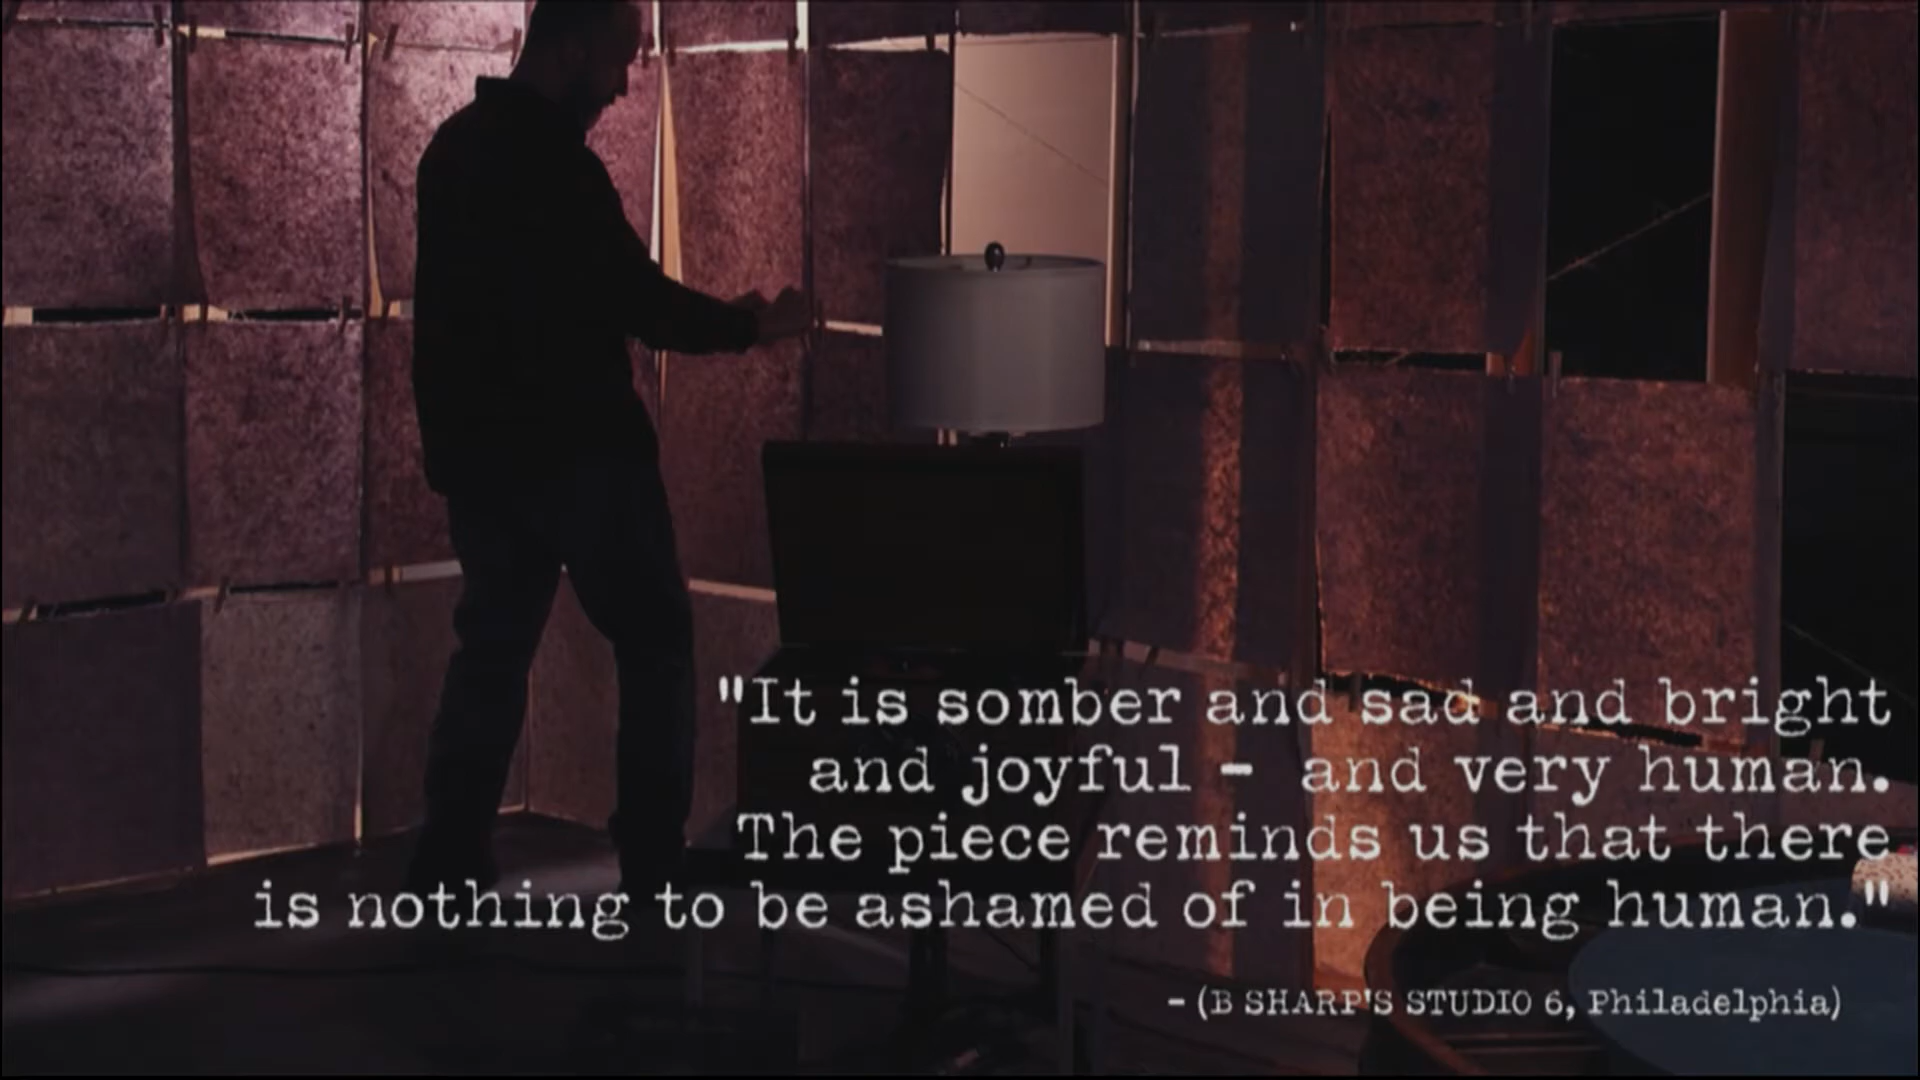 "It is somber and sad and bright
and joyful - and very human.
The piece reminds us that there
is nothing to be ashamed of in being human."
- (B SHARP'S STUDIO 6, Philadelphia)